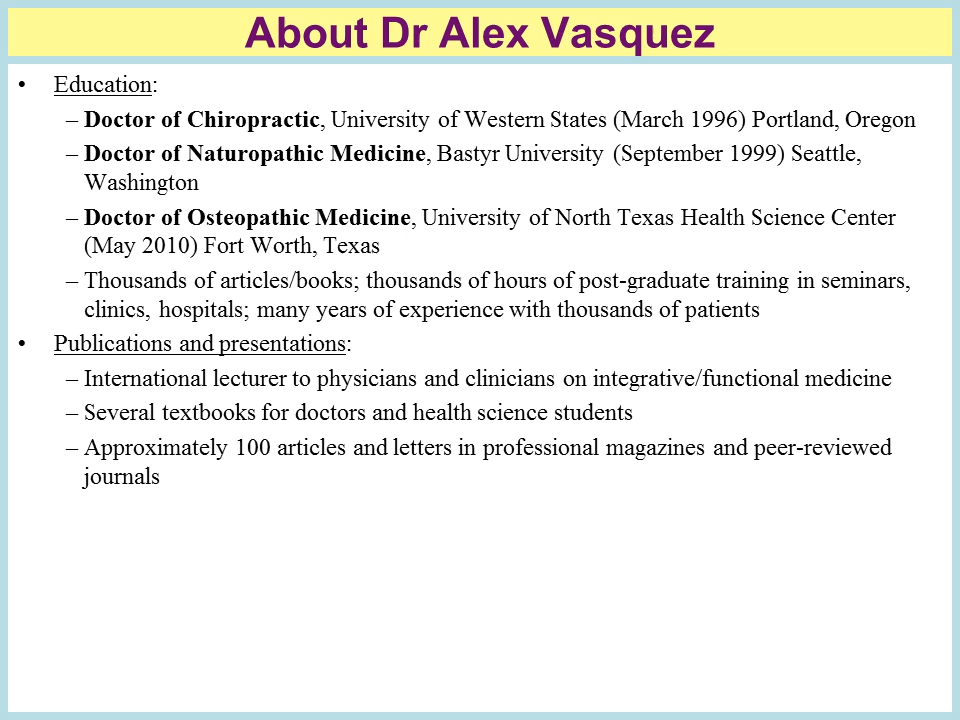 About Dr Alex Vasquez
• Education:
– Doctor of Chiropractic, University of Western States (March 1996) Portland, Oregon
– Doctor of Naturopathic Medicine, Bastyr University (September 1999) Seattle,
Washington
– Doctor of Osteopathic Medicine, University of North Texas Health Science Center
(May 2010) Fort Worth, Texas
– Thousands of articles/books; thousands of hours of post-graduate training in seminars,
clinics, hospitals; many years of experience with thousands of patients
• Publications and presentations:
– International lecturer to physicians and clinicians on integrative/functional medicine
– Several textbooks for doctors and health science students
– Approximately 100 articles and letters in professional magazines and peer-reviewed
journals